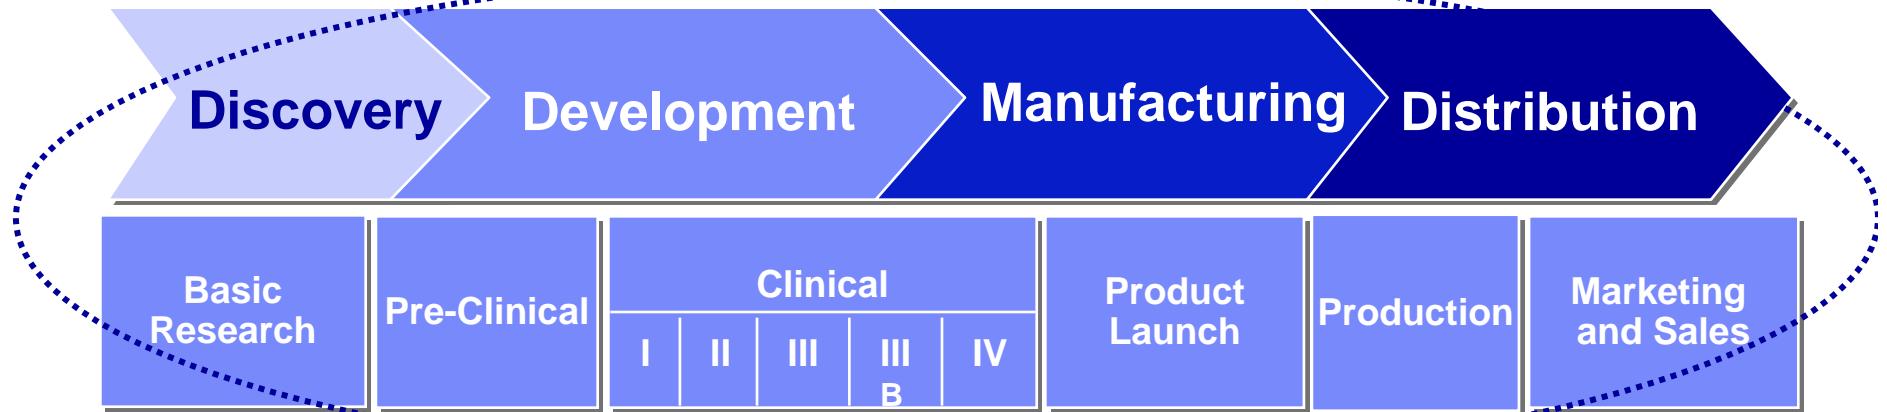 Discovery
Development
Manufacturing
Distribution
Basic
Research
Pre-Clinical
Clinical
I
II
III
III
B
IV
Product
Launch
Production
Marketing
and Sales